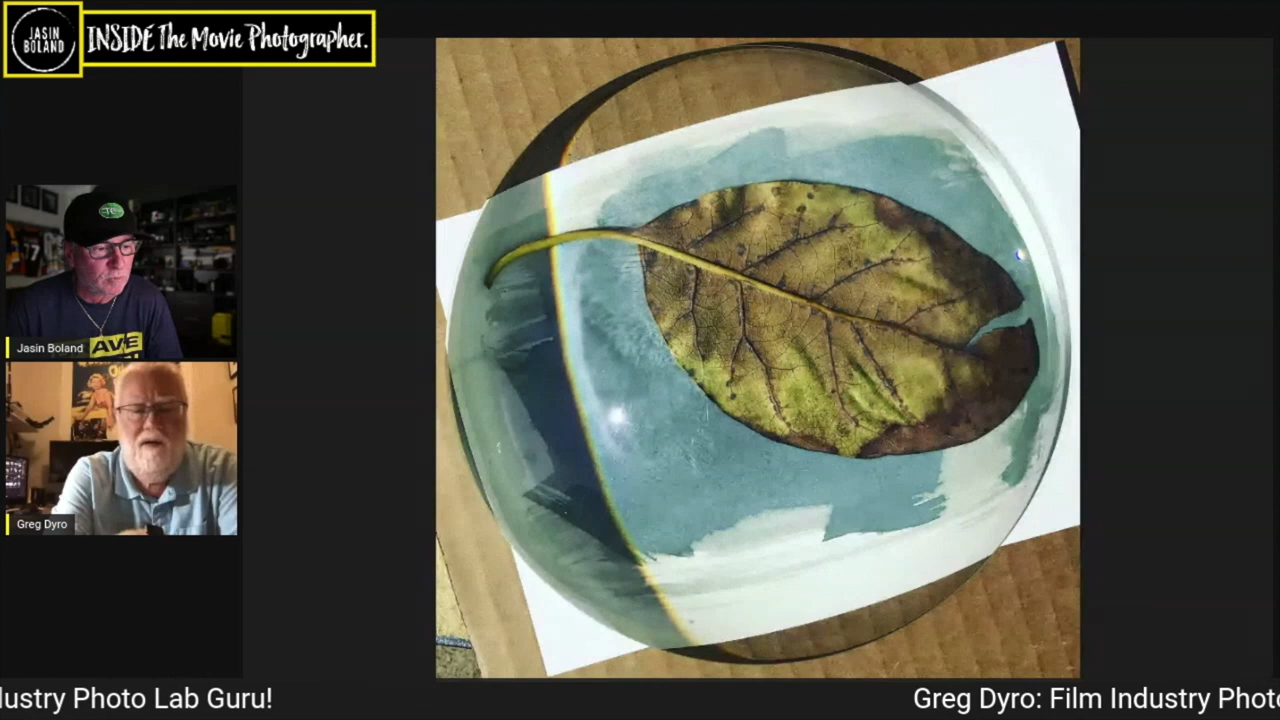 JASIN
BOLAND
INSIDE The Movie Photographer.
Jasin Boland
AVE
Greg Dyro
dustry Photo Lab Guru!
Greg Dyro: Film Industry Photo